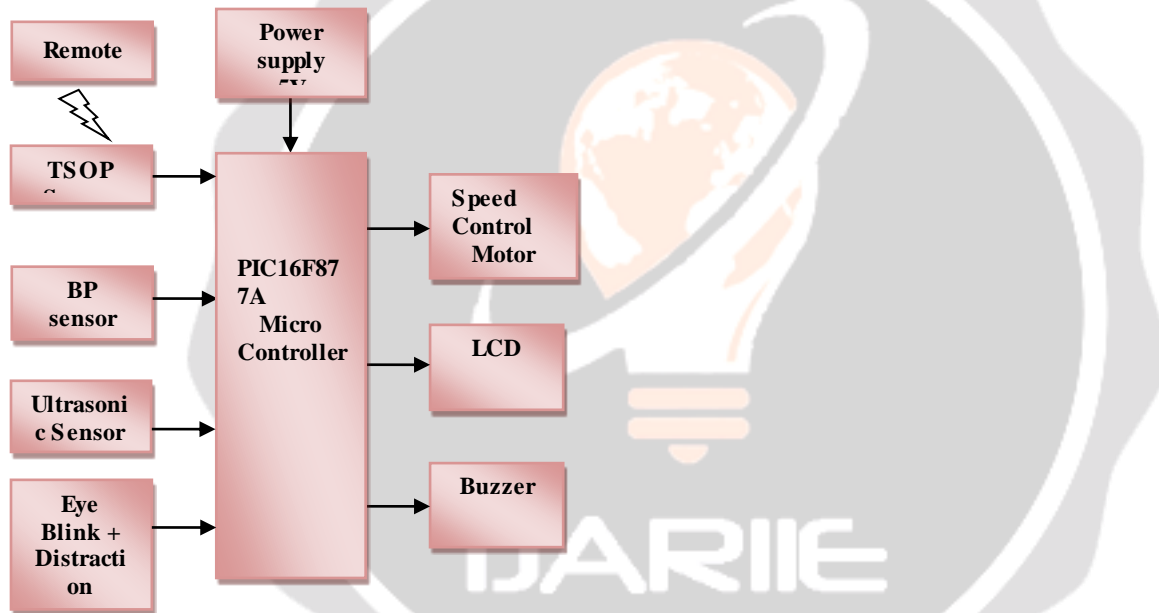 Remote
Power
supply
TSOP
Speed
Control
Motor
PIC16F87
7A
Micro
Controller
BP
sensor
LCD
Ultrasoni
c Sensor
Buzzer
Eye
Blink +
Distracti
on